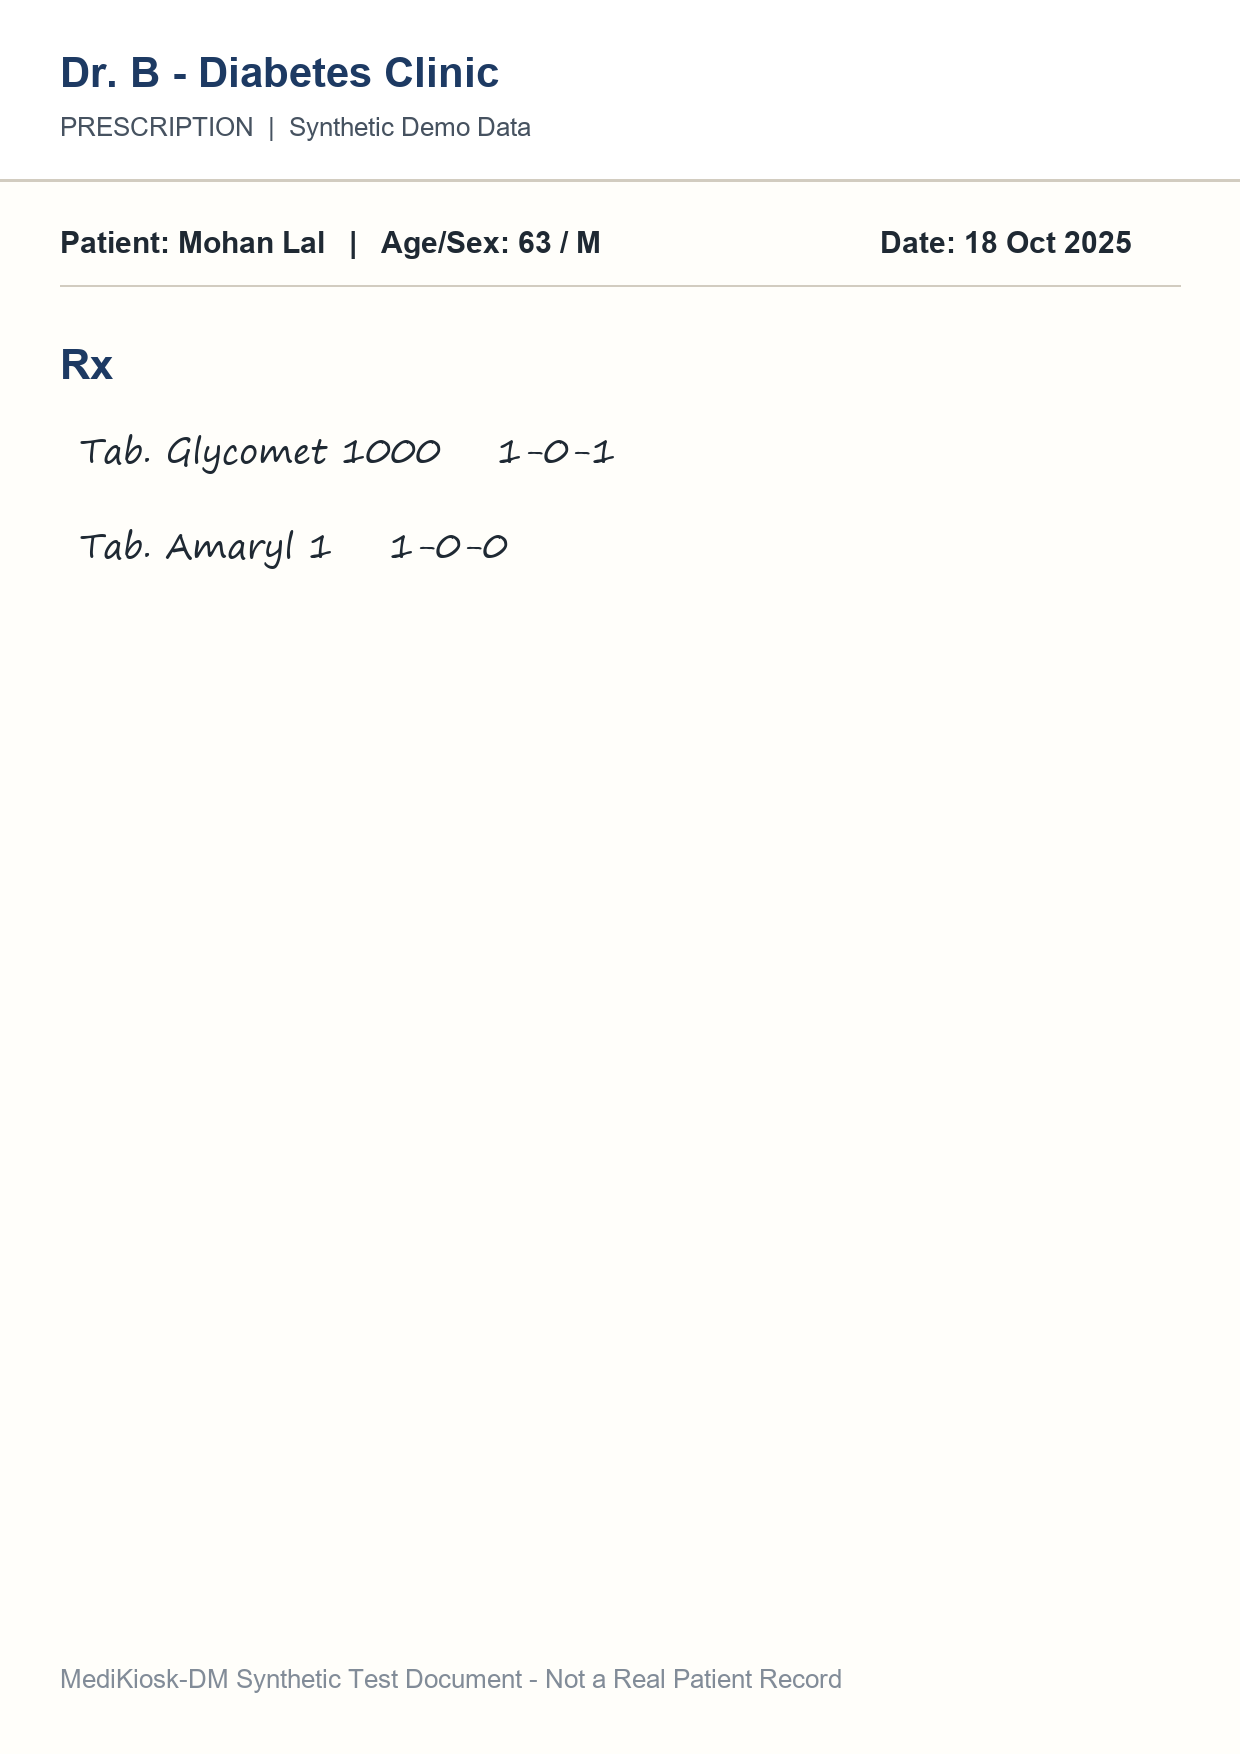 Dr. B - Diabetes Clinic
PRESCRIPTION | Synthetic Demo Data
Patient: Mohan Lal | Age/Sex: 63 / M Date: 18 Oct 2025
Rx
Tab. Glycomet 1000 1-0-1
Tab. Amaryl 1 1-0-0
MediKiosk-DM Synthetic Test Document - Not a Real Patient Record